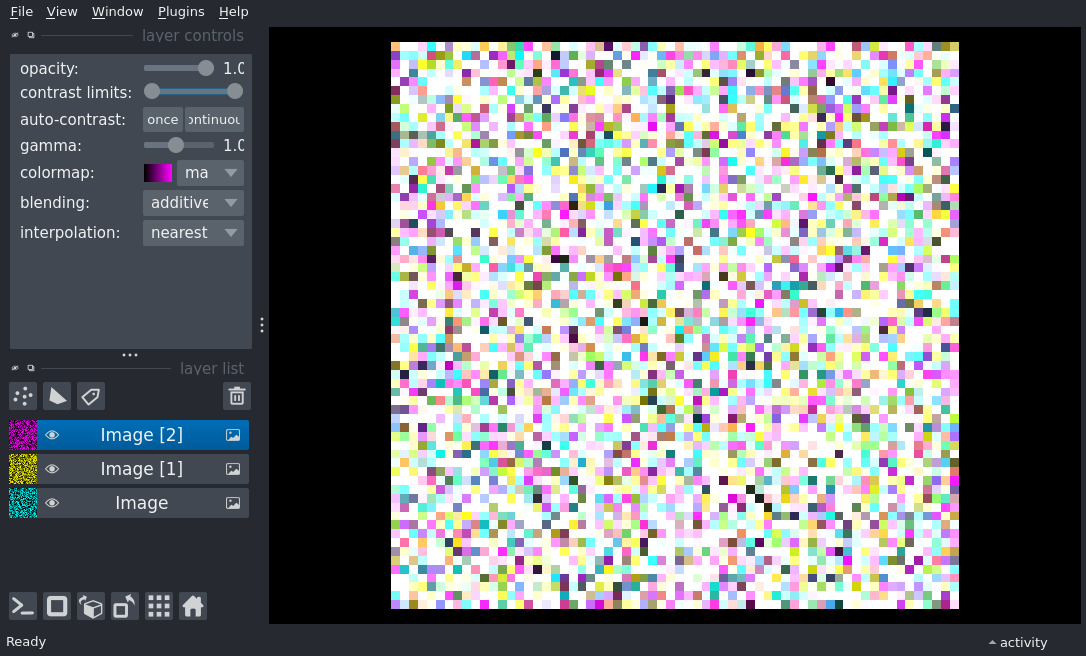 File View Window Plugins Help
layer controls
opacity: 1.0
contrast limits:
auto-contrast: once ontinuou
gamma: 1.0
colormap: ma
blending: additive
interpolation: nearest
layer list
Image [2]
Image [1]
Image
Ready
activity